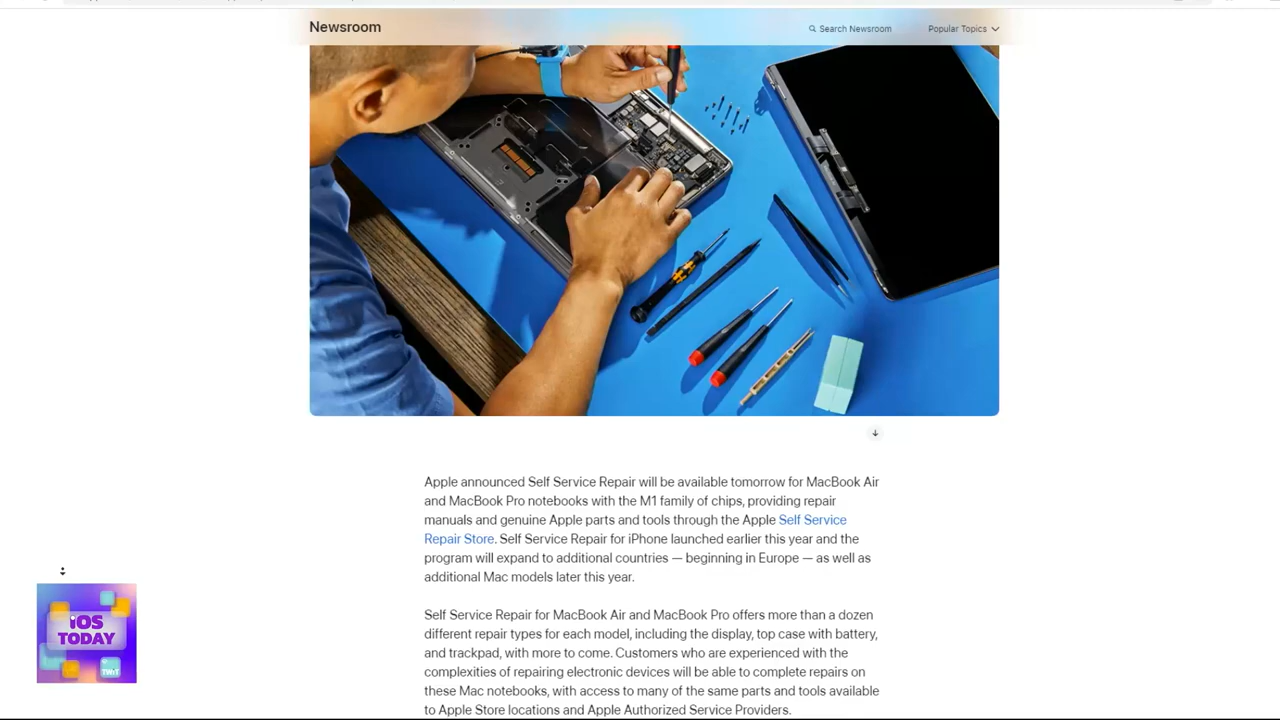 Newsroom
Search Newsroom
Popular Topics
Apple announced Self Service Repair will be available tomorrow for MacBook Air
and MacBook Pro notebooks with the M1 family of chips, providing repair
manuals and genuine Apple parts and tools through the Apple Self Service
Repair Store. Self Service Repair for iPhone launched earlier this year and the
program will expand to additional countries — beginning in Europe — as well as
additional Mac models later this year.
Self Service Repair for MacBook Air and MacBook Pro offers more than a dozen
different repair types for each model, including the display, top case with battery,
and trackpad, with more to come. Customers who are experienced with the
complexities of repairing electronic devices will be able to complete repairs on
these Mac notebooks, with access to many of the same parts and tools available
to Apple Store locations and Apple Authorized Service Providers.
iOS
TODAY
TWiT